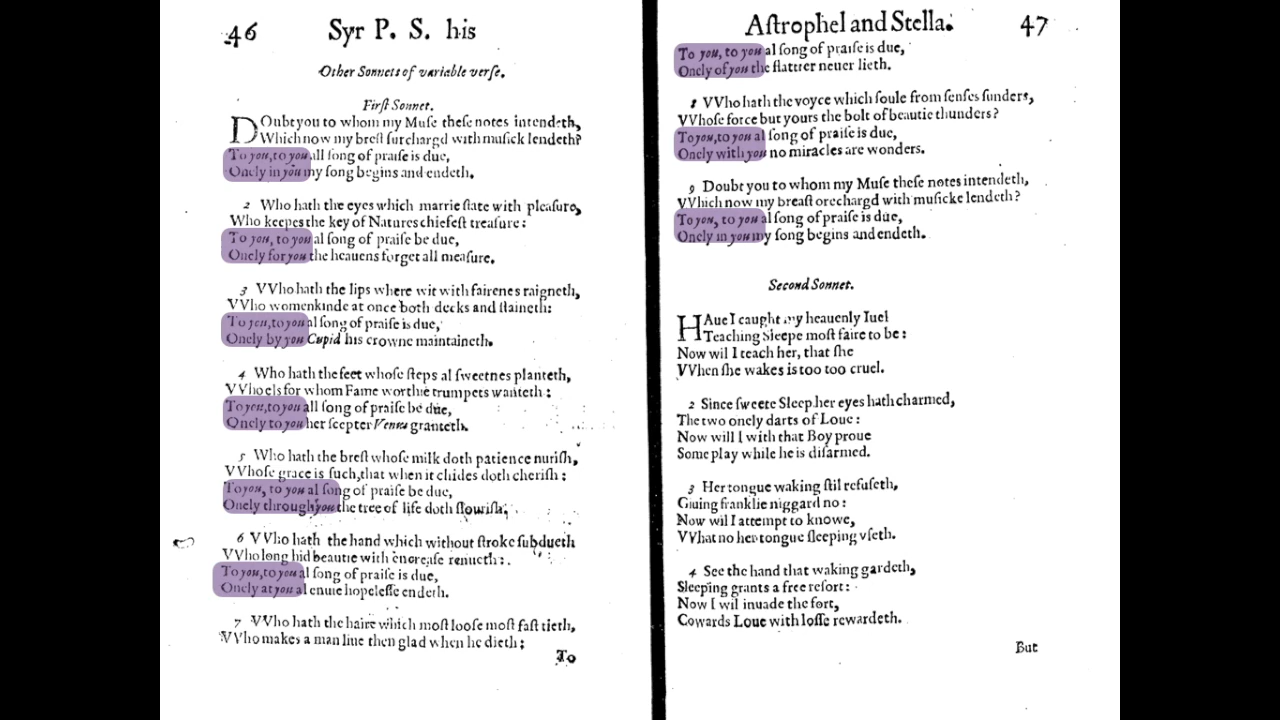 46 Syr P. S. his
Other Sonnets of variable verſe.
Firſt Sonnet.
DOubt you to whom my Muſe theſe notes intendeth,
VVhich now my breſt ſurchargd with muſick lendeth?
To you, to you all ſong of praiſe is due,
Onely in you my ſong begins and endeth.
2 Who hath the eyes which marrie ſtate with pleaſure,
Who keepes the key of Natures chiefeſt treaſure:
To you, to you al ſong of praiſe be due,
Onely for you the heauens forget all meaſure.
3 VVho hath the lips where wit with fairenes raigneth,
VVho womenkinde at once both decks and ſtaineth:
To you, to you al ſong of praiſe is due,
Onely by you Cupid his crowne maintaineth.
4 Who hath the feet whoſe ſteps al ſweetnes planteth,
VVho els for whom Fame worthie trumpets wanteth:
To you, to you all ſong of praiſe be due,
Onely to you her ſcepter Venus granteth.
5 Who hath the breſt whoſe milk doth patience nuriſh,
VVhoſe grace is ſuch, that when it chides doth cheriſh:
To you, to you al ſong of praiſe be due,
Onely through you the tree of life doth flouriſh;
6 VVho hath the hand which without ſtroke ſubdueth
VVho long hid beautie with encreaſe renueth:
To you, to you al ſong of praiſe is due,
Onely at you al enuie hopeleſſe endeth.
7 VVho hath the haire which moſt looſe moſt faſt tieth,
VVho makes a man liue then glad when he dieth;
To
Aſtrophel and Stella. 47
To you, to you al ſong of praiſe is due,
Onely of you the flatter neuer lieth.
8 VVho hath the voyce which ſoule from ſenſes ſunders,
VVhoſe force but yours the bolt of beautie thunders?
To you, to you al ſong of praiſe is due,
Onely with you no miracles are wonders.
9 Doubt you to whom my Muſe theſe notes intendeth,
VVhich now my breaſt orechargd with muſicke lendeth?
To you, to you al ſong of praiſe is due,
Onely in you my ſong begins and endeth.
Second Sonnet.
HAue I caught my heauenly Iuel
Teaching Sleepe moſt faire to be:
Now wil I teach her, that ſhe
VVhen ſhe wakes is too too cruel.
2 Since ſweete Sleep her eyes hath charmed,
The two onely darts of Loue:
Now will I with that Boy proue
Some play while he is diſarmed.
3 Her tongue waking ſtil refuſeth,
Giuing franklie niggard no:
Now wil I attempt to knowe,
VVhat no her tongue ſleeping vſeth.
4 See the hand that waking gardeth,
Sleeping grants a free reſort:
Now I wil inuade the fort,
Cowards Loue with loſſe rewardeth.
But